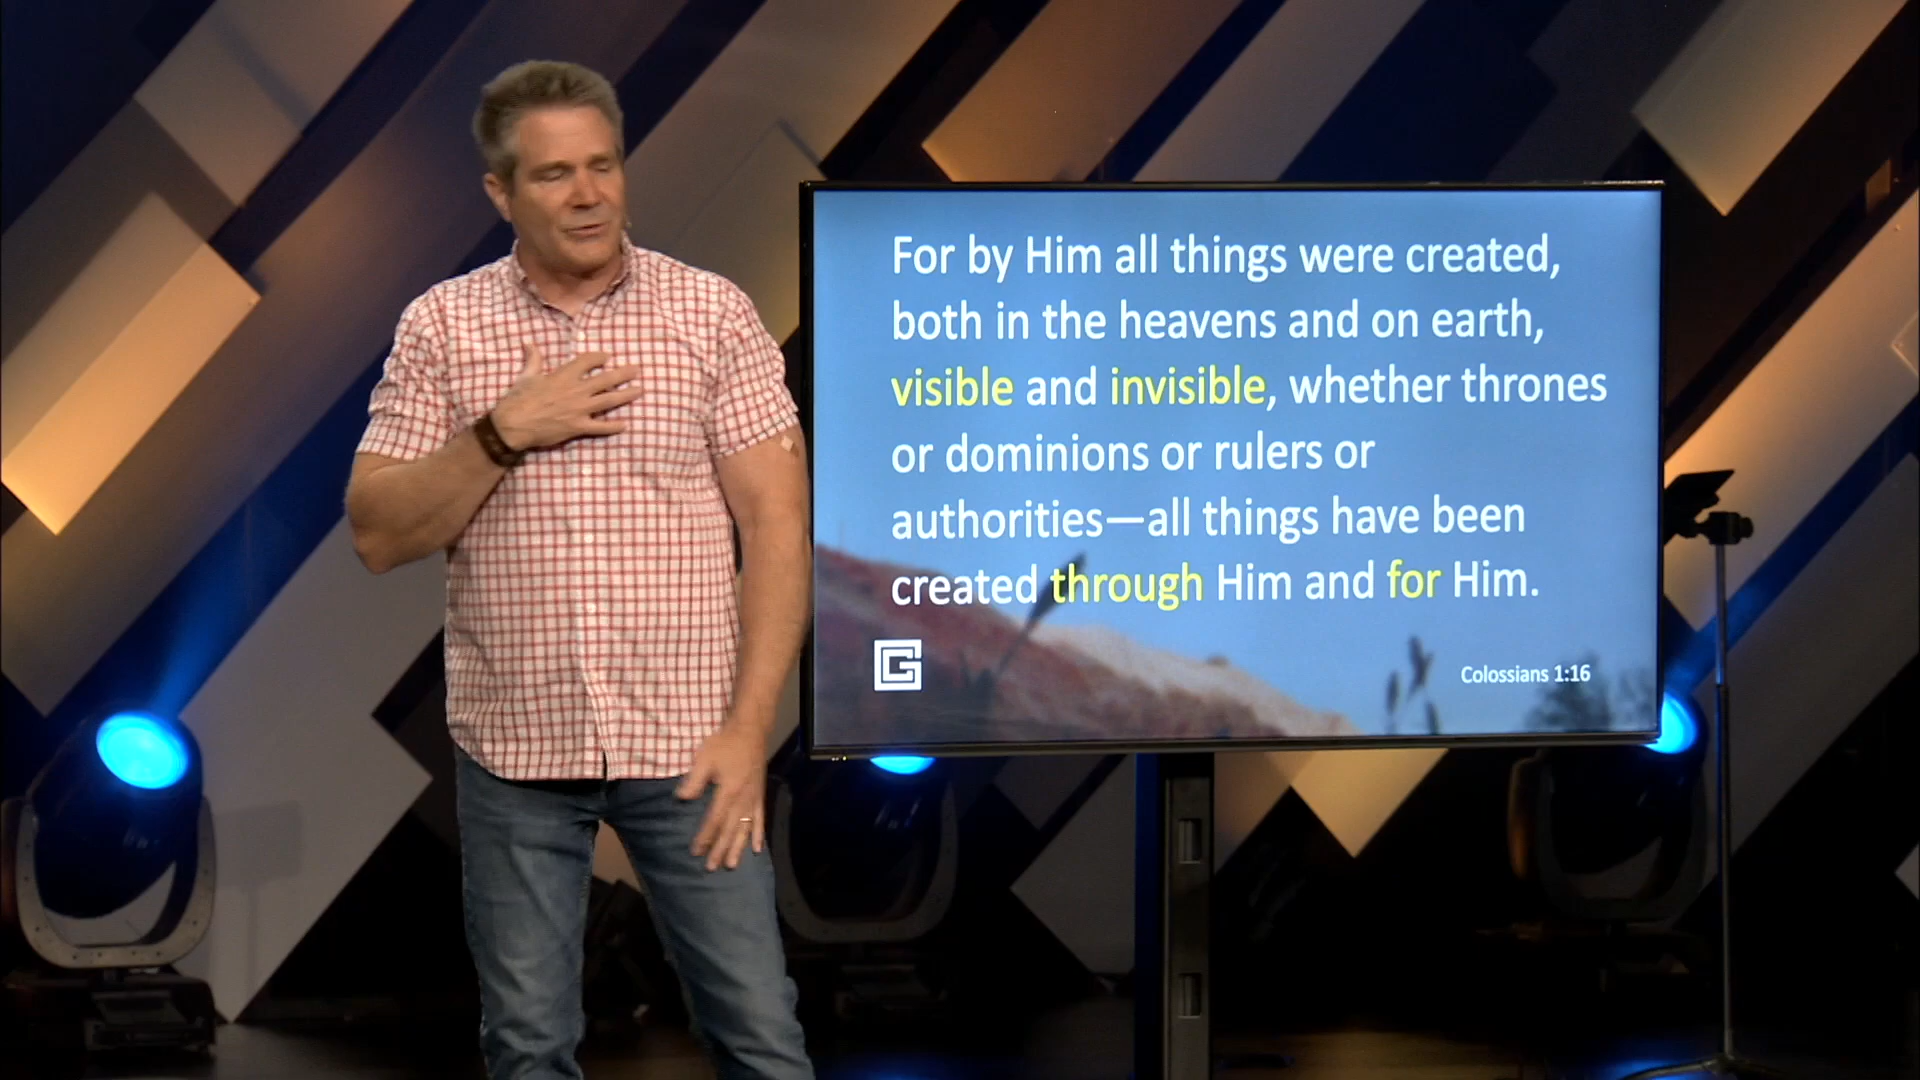 For by Him all things were created,
both in the heavens and on earth,
visible and invisible, whether thrones
or dominions or rulers or
authorities—all things have been
created through Him and for Him.
Colossians 1:16